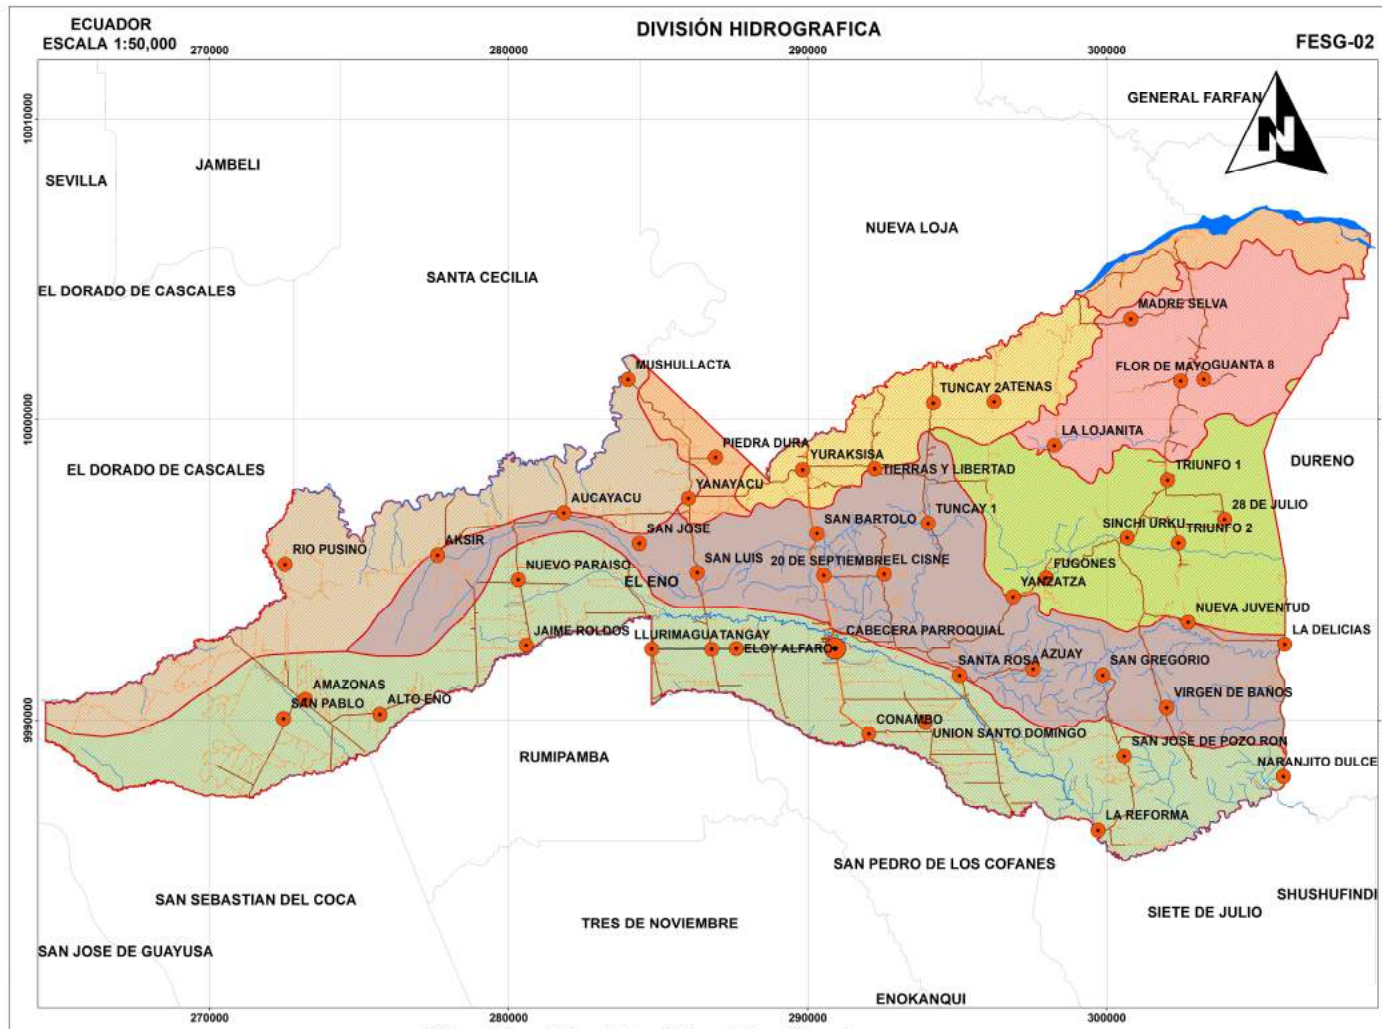 ECUADOR
ESCALA 1:50,000
DIVISIÓN HIDROGRAFICA
FESG-02
270000
280000
290000
300000
10010000
10000000
9990000
GENERAL FARFAN
N
JAMBELI
SEVILLA
NUEVA LOJA
SANTA CECILIA
EL DORADO DE CASCALES
MADRE SELVA
MUSHULLACTA
FLOR DE MAYO
GUANTA 8
TUNCAY 2
ATENAS
LA LOJANITA
PIEDRA DURA
YURAKSISA
TIERRAS Y LIBERTAD
TRIUNFO 1
DURENO
EL DORADO DE CASCALES
YANAYACU
AUCAYACU
28 DE JULIO
TUNCAY 1
SAN BARTOLO
SAN JOSE
SINCHI URKU
TRIUNFO 2
AKSIR
RIO PUSINO
SAN LUIS
20 DE SEPTIEMBRE
EL CISNE
FUGONES
NUEVO PARAISO
EL ENO
YANZATZA
NUEVA JUVENTUD
LA DELICIAS
JAIME ROLDOS
LLURIMAGUA
TANGAY
ELOY ALFARO
CABECERA PARROQUIAL
AZUAY
SANTA ROSA
SAN GREGORIO
AMAZONAS
SAN PABLO
ALTO ENO
VIRGEN DE BAÑOS
CONAMBO
UNION SANTO DOMINGO
SAN JOSE DE POZO RON
RUMIPAMBA
NARANJITO DULCE
LA REFORMA
SAN PEDRO DE LOS COFANES
SHUSHUFINDI
SAN SEBASTIAN DEL COCA
SIETE DE JULIO
TRES DE NOVIEMBRE
SAN JOSE DE GUAYUSA
ENOKANQUI
270000
280000
290000
300000